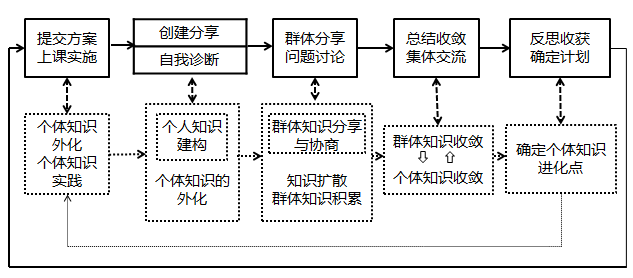 提交方案
上课实施
创建分享
自我诊断
群体分享
问题讨论
总结收敛
集体交流
反思收获
确定计划
个体知识
外化
个体知识
实践
个人知识
建构
个体知识的
外化
群体知识分享
与协商
知识扩散
群体知识积累
群体知识收敛
个体知识收敛
确定个体知识
进化点